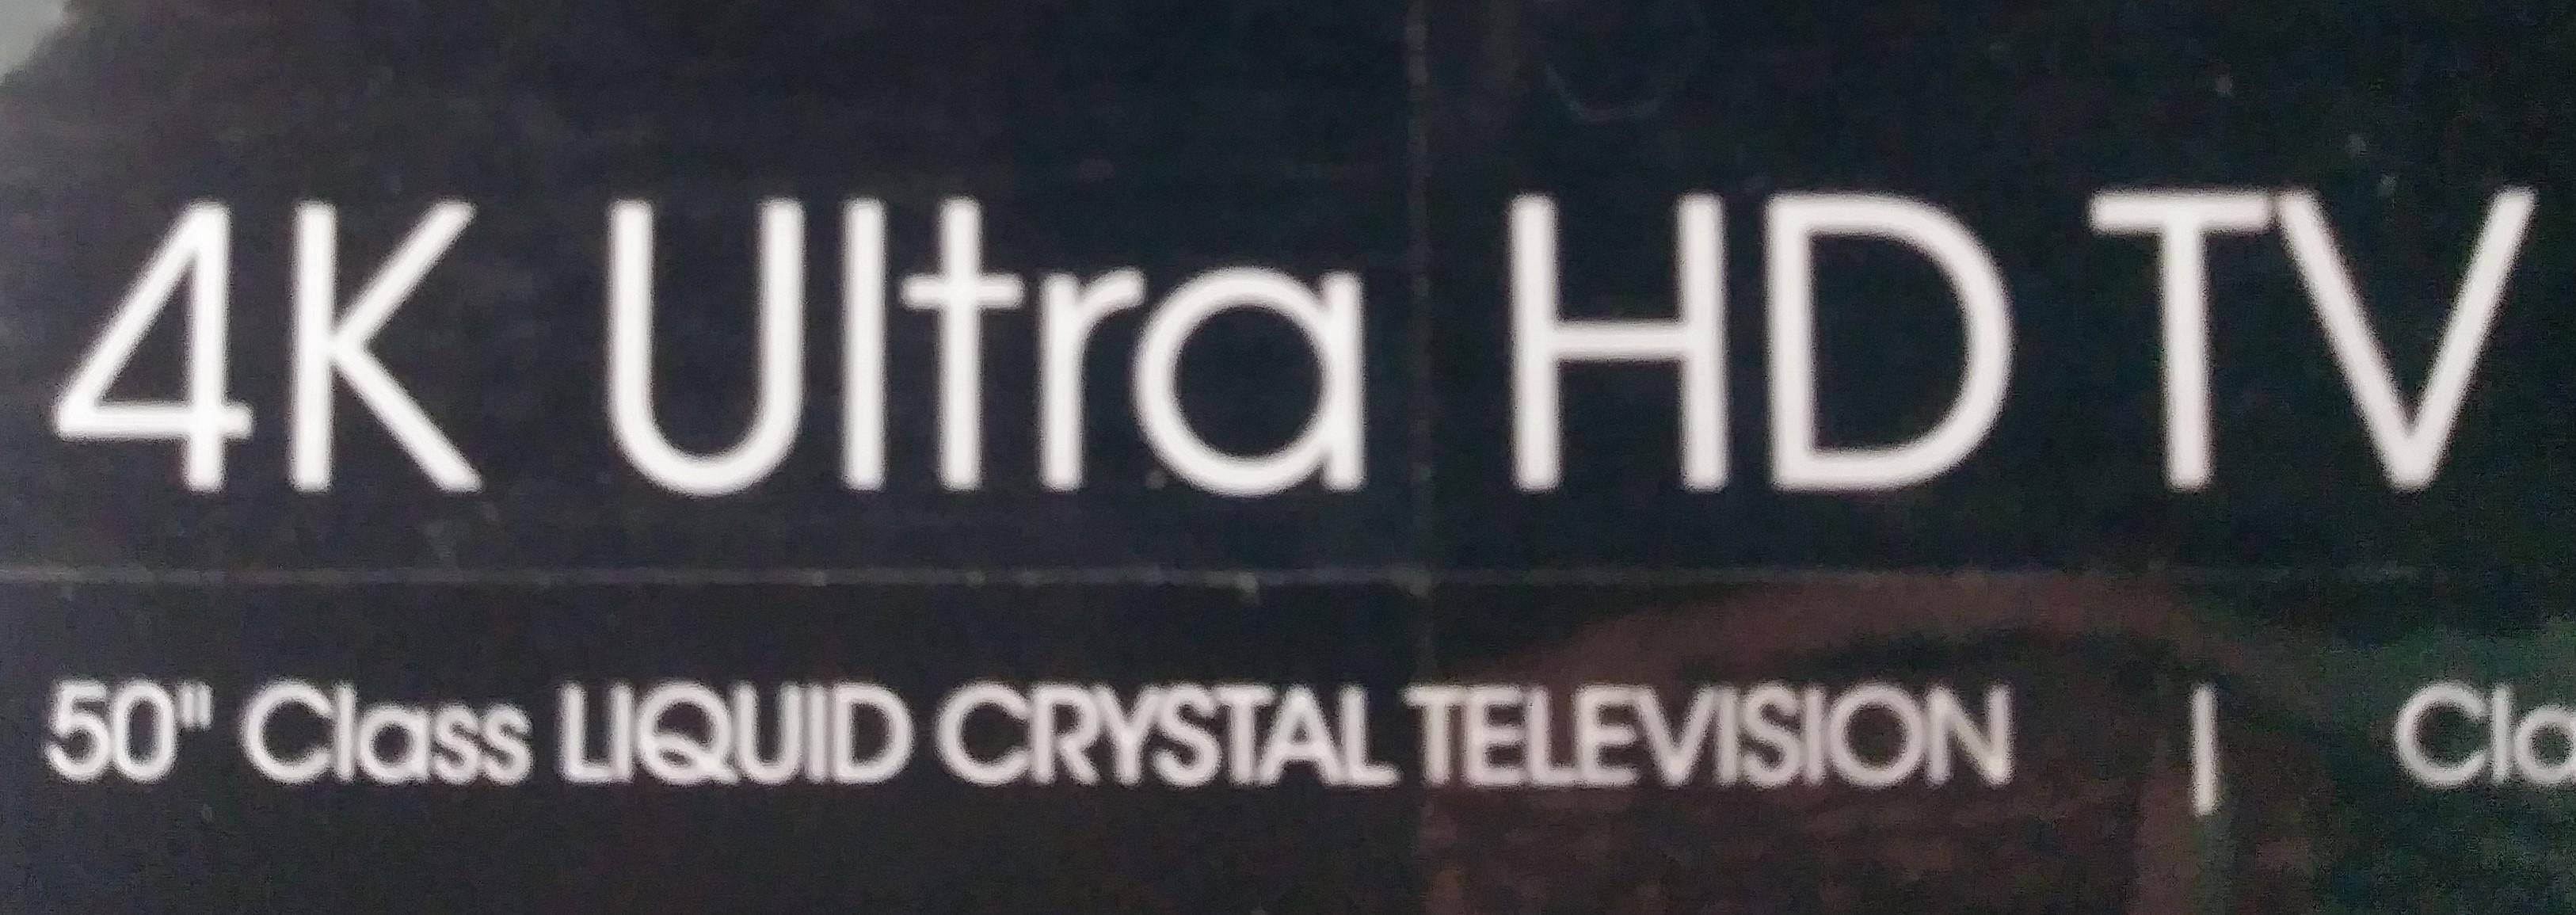 4K Ultra HD TV
50" Class LIQUID CRYSTAL TELEVISION |